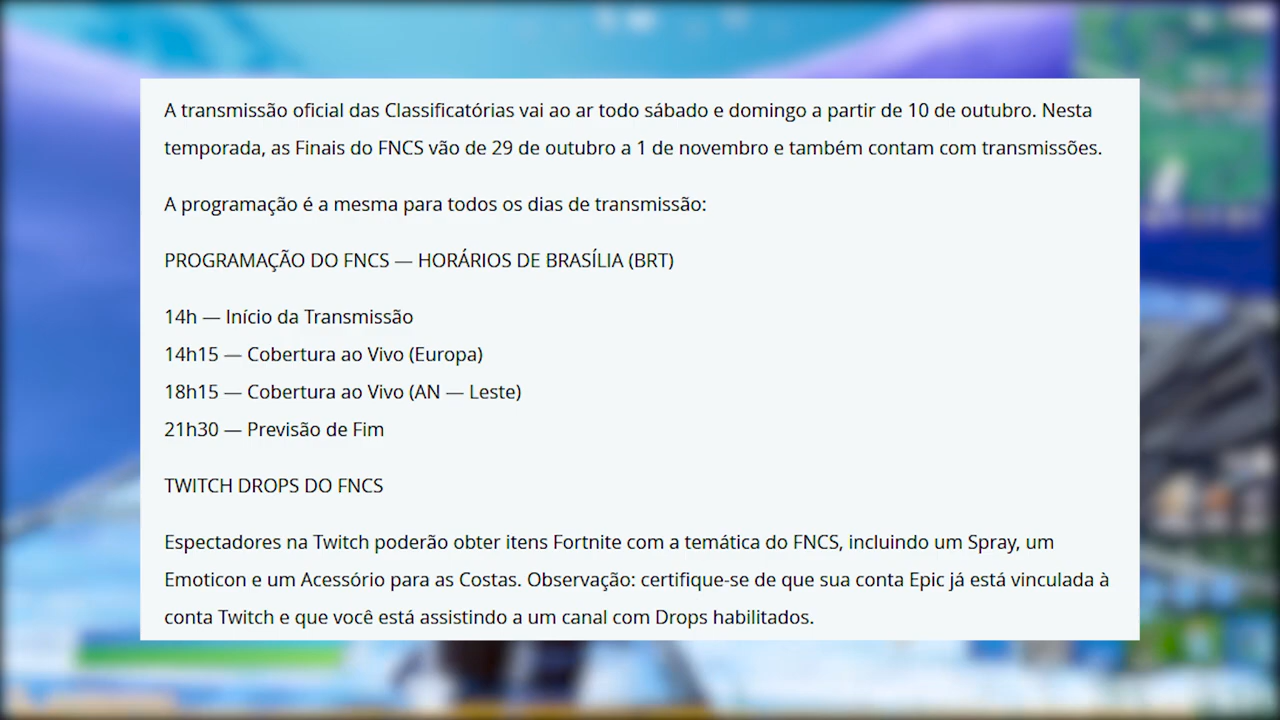 A transmissão oficial das Classificatórias vai ao ar todo sábado e domingo a partir de 10 de outubro. Nesta
temporada, as Finais do FNCS vão de 29 de outubro a 1 de novembro e também contam com transmissões.
A programação é a mesma para todos os dias de transmissão:
PROGRAMAÇÃO DO FNCS — HORÁRIOS DE BRASÍLIA (BRT)
14h — Início da Transmissão
14h15 — Cobertura ao Vivo (Europa)
18h15 — Cobertura ao Vivo (AN — Leste)
21h30 — Previsão de Fim
TWITCH DROPS DO FNCS
Espectadores na Twitch poderão obter itens Fortnite com a temática do FNCS, incluindo um Spray, um
Emoticon e um Acessório para as Costas. Observação: certifique-se de que sua conta Epic já está vinculada à
conta Twitch e que você está assistindo a um canal com Drops habilitados.